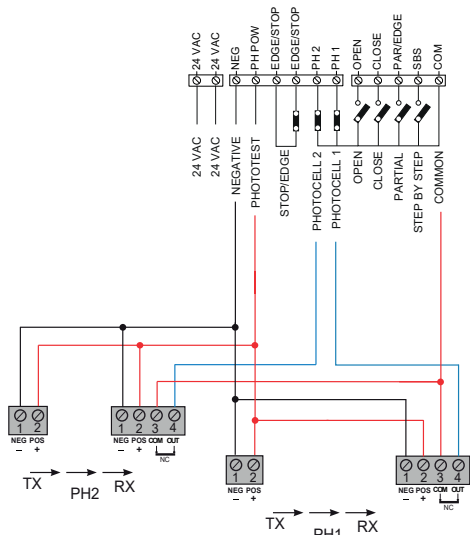 24 VAC
24 VAC
NEG
PH POW
EDGE/STOP
EDGE/STOP
PH 2
PH 1
OPEN
CLOSE
PAR/EDGE
SBS
COM
24 VAC
24 VAC
NEGATIVE
PHOTOTEST
STOP/EDGE
PHOTOCELL 2
PHOTOCELL 1
OPEN
CLOSE
PARTIAL
STEP BY STEP
COMMON
1 2
NEG POS
– +
1 2 3 4
NEG POS COM OUT
– + NC
TX PH2 RX
1 2
NEG POS
– +
1 2 3 4
NEG POS COM OUT
– + NC
TX PH1 RX